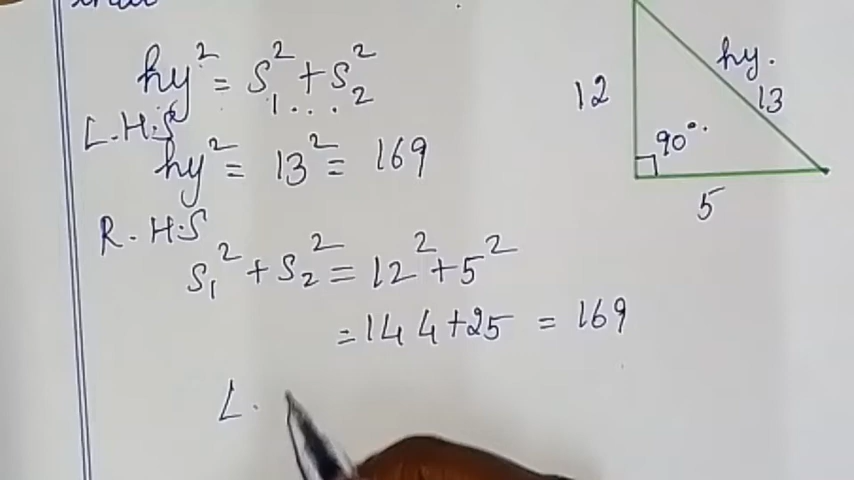 hy² = S₁² + S₂²
L.H.S
hy² = 13² = 169
R.H.S
S₁² + S₂² = 12² + 5²
= 144 + 25 = 169
L.
hy.
12
13
90°
5